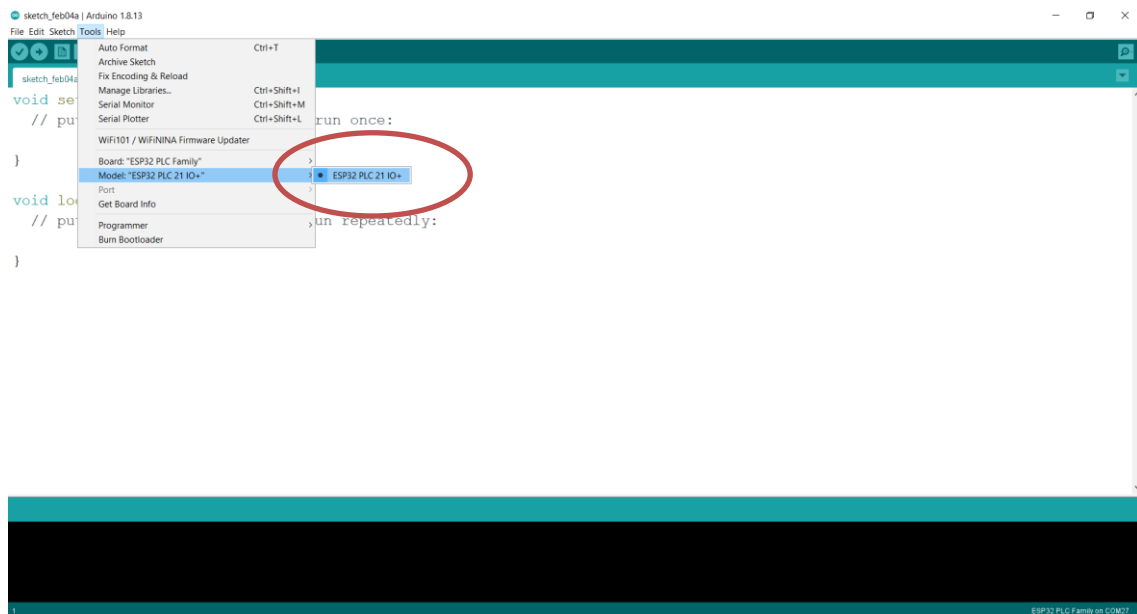 sketch_feb04a | Arduino 1.8.13
File Edit Sketch Tools Help
sketch_feb04a
Auto Format Ctrl+T
Archive Sketch
Fix Encoding & Reload
Manage Libraries... Ctrl+Shift+I
Serial Monitor Ctrl+Shift+M
Serial Plotter Ctrl+Shift+L
WiFi101 / WiFiNINA Firmware Updater
Board: "ESP32 PLC Family"
Model: "ESP32 PLC 21 IO+"
ESP32 PLC 21 IO+
Port
Get Board Info
Programmer
Burn Bootloader
void se
// pu run once:
}
void lo
// pu un repeatedly:
}
1 ESP32 PLC Family on COM27